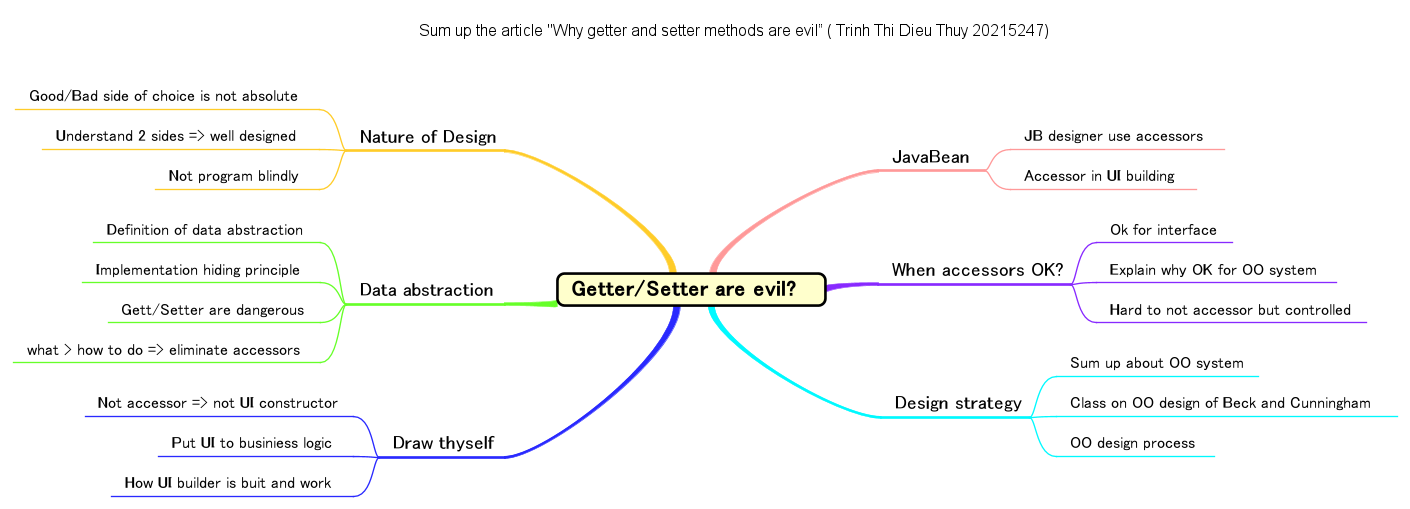 Sum up the article "Why getter and setter methods are evil" ( Trinh Thi Dieu Thuy 20215247)
Getter/Setter are evil?
Nature of Design
Good/Bad side of choice is not absolute
Understand 2 sides => well designed
Not program blindly
Data abstraction
Definition of data abstraction
Implementation hiding principle
Gett/Setter are dangerous
what > how to do => eliminate accessors
Draw thyself
Not accessor => not UI constructor
Put UI to businiess logic
How UI builder is buit and work
JavaBean
JB designer use accessors
Accessor in UI building
When accessors OK?
Ok for interface
Explain why OK for OO system
Hard to not accessor but controlled
Design strategy
Sum up about OO system
Class on OO design of Beck and Cunningham
OO design process